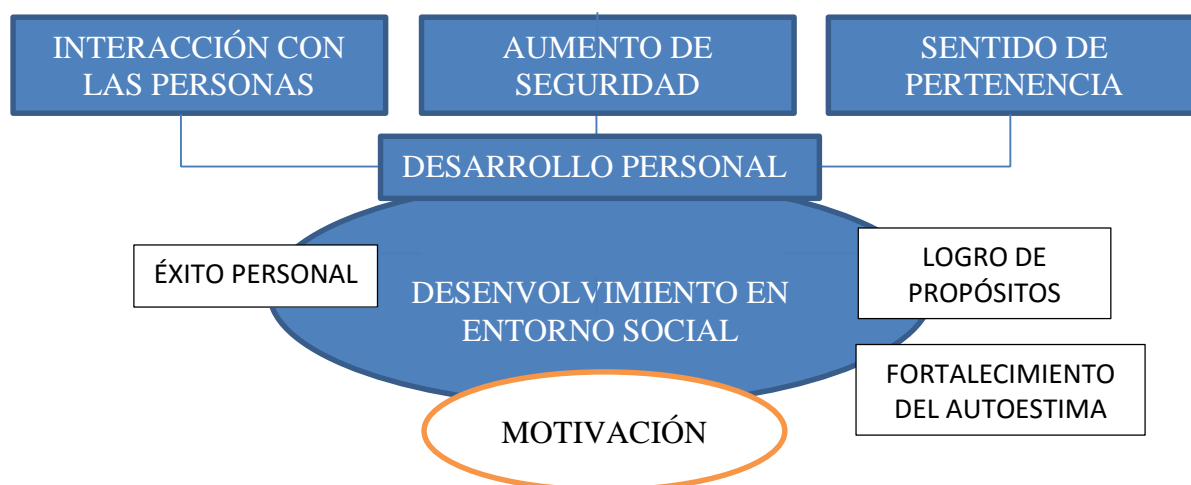 INTERACCIÓN CON
LAS PERSONAS
AUMENTO DE
SEGURIDAD
SENTIDO DE
PERTENENCIA
DESARROLLO PERSONAL
ÉXITO PERSONAL
DESENVOLVIMIENTO EN
ENTORNO SOCIAL
LOGRO DE
PROPÓSITOS
FORTALECIMIENTO
DEL AUTOESTIMA
MOTIVACIÓN